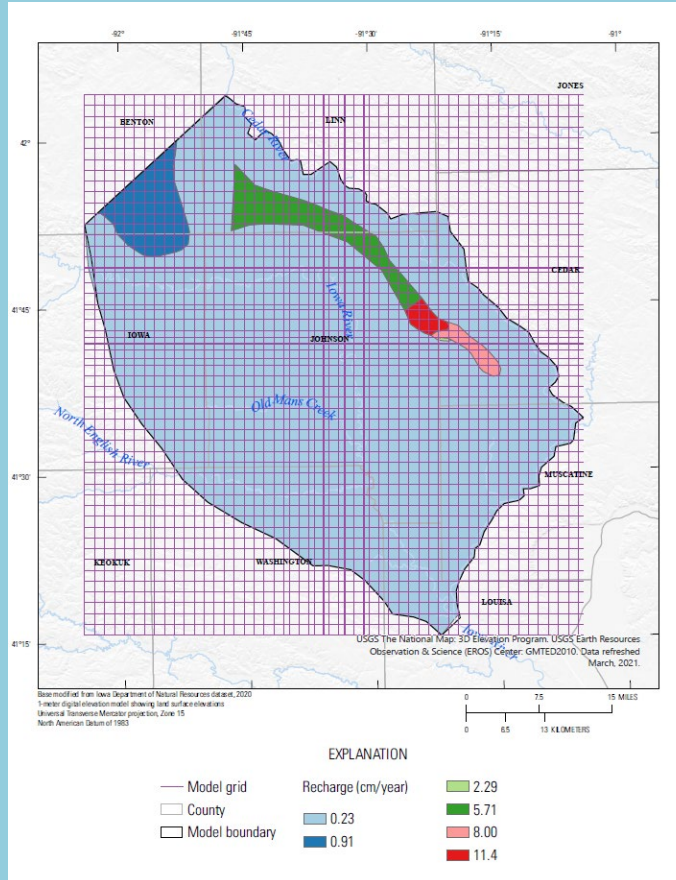 -92° -91°45' -91°30' -91°15' -91°
JONES
BENTON
LINN
Cedar River
42°
CEDAR
41°45'
Iowa River
IOWA
JOHNSON
Old Mans Creek
North English River
41°30'
MUSCATINE
KEOKUK
WASHINGTON
LOUISA
Iowa River
41°15'
USGS The National Map: 3D Elevation Program. USGS Earth Resources
Observation & Science (EROS) Center: GMTED2010. Data refreshed
March, 2021.
Base modified from Iowa Department of Natural Resources dataset, 2020
1-meter digital elevation model showing land surface elevations
Universal Transverse Mercator projection, Zone 15
North American Datum of 1983
0 7.5 15 MILES
0 6.5 13 KILOMETERS
EXPLANATION
Model grid
County
Model boundary
Recharge (cm/year)
0.23
0.91
2.29
5.71
8.00
11.4